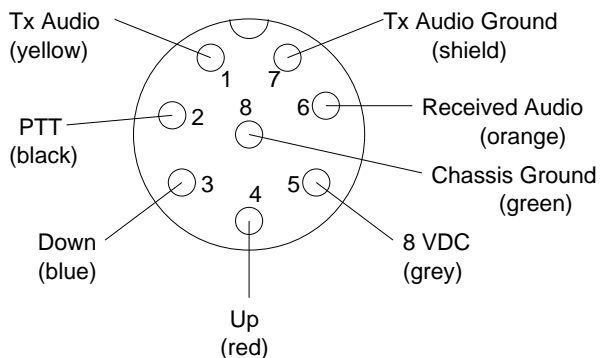 Tx Audio
(yellow)
Tx Audio Ground
(shield)
1
7
8
2
6
PTT
(black)
Received Audio
(orange)
3
4
5
Chassis Ground
(green)
Down
(blue)
8 VDC
(grey)
Up
(red)